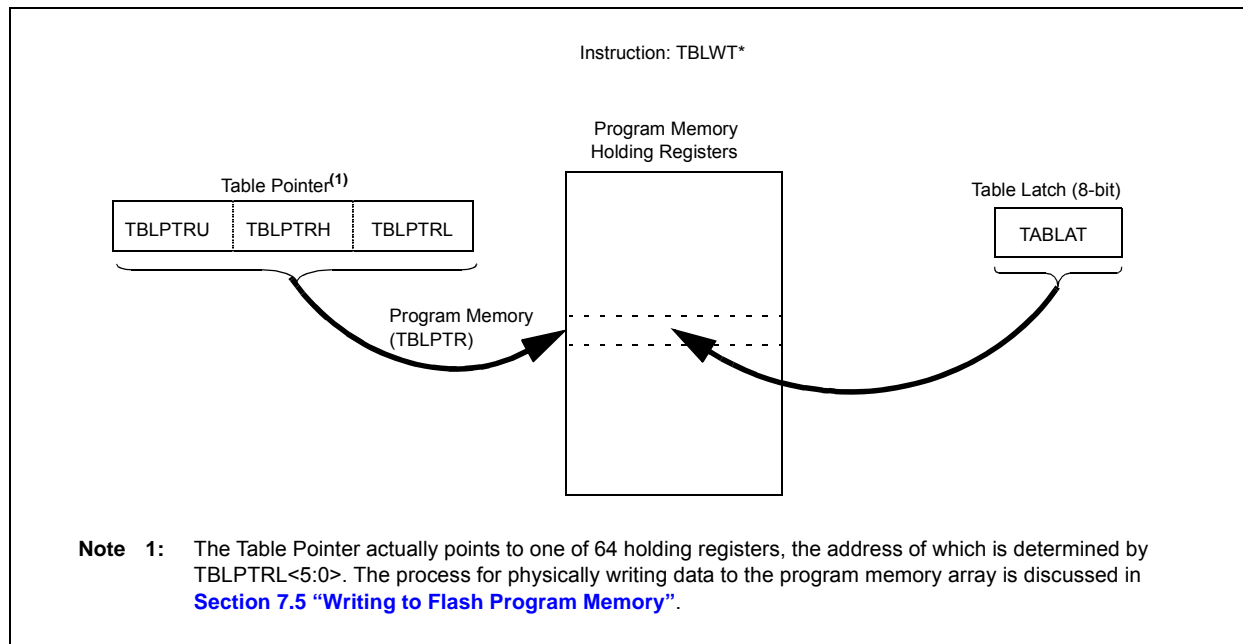 Instruction: TBLWT*
Program Memory
Holding Registers
Table Pointer(1)
Table Latch (8-bit)
TBLPTRU TBLPTRH TBLPTRL
TABLAT
Program Memory
(TBLPTR)
Note 1: The Table Pointer actually points to one of 64 holding registers, the address of which is determined by
TBLPTRL<5:0>. The process for physically writing data to the program memory array is discussed in
Section 7.5 “Writing to Flash Program Memory”.